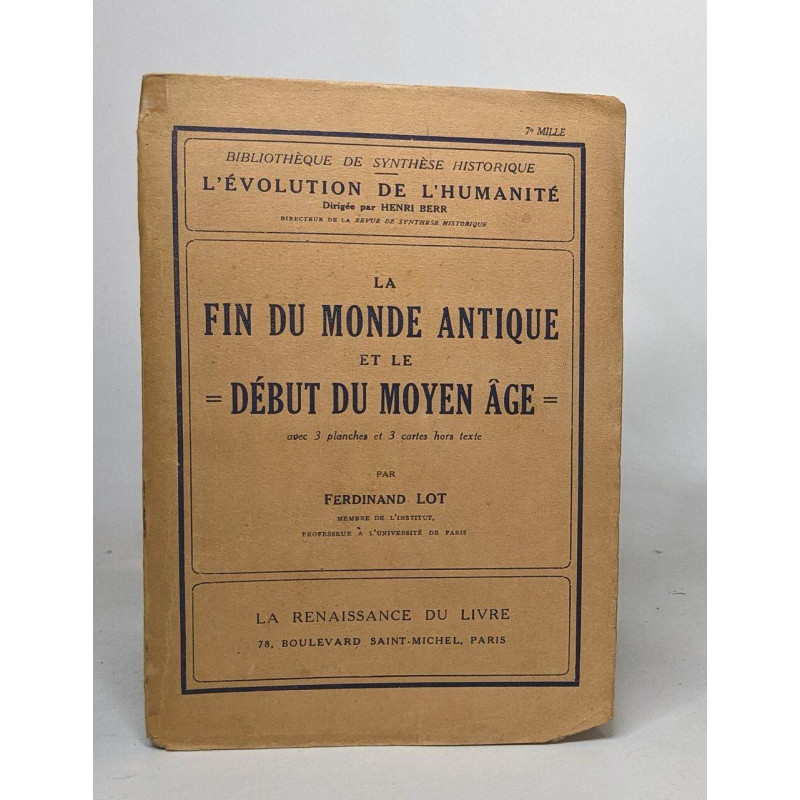 7e MILLE
BIBLIOTHÈQUE DE SYNTHÈSE HISTORIQUE
L'ÉVOLUTION DE L'HUMANITÉ
Dirigée par HENRI BERR
DIRECTEUR DE LA REVUE DE SYNTHÈSE HISTORIQUE
LA
FIN DU MONDE ANTIQUE
ET LE
= DÉBUT DU MOYEN ÂGE =
avec 3 planches et 3 cartes hors texte
PAR
FERDINAND LOT
MEMBRE DE L'INSTITUT,
PROFESSEUR À L'UNIVERSITÉ DE PARIS
LA RENAISSANCE DU LIVRE
78, BOULEVARD SAINT-MICHEL, PARIS